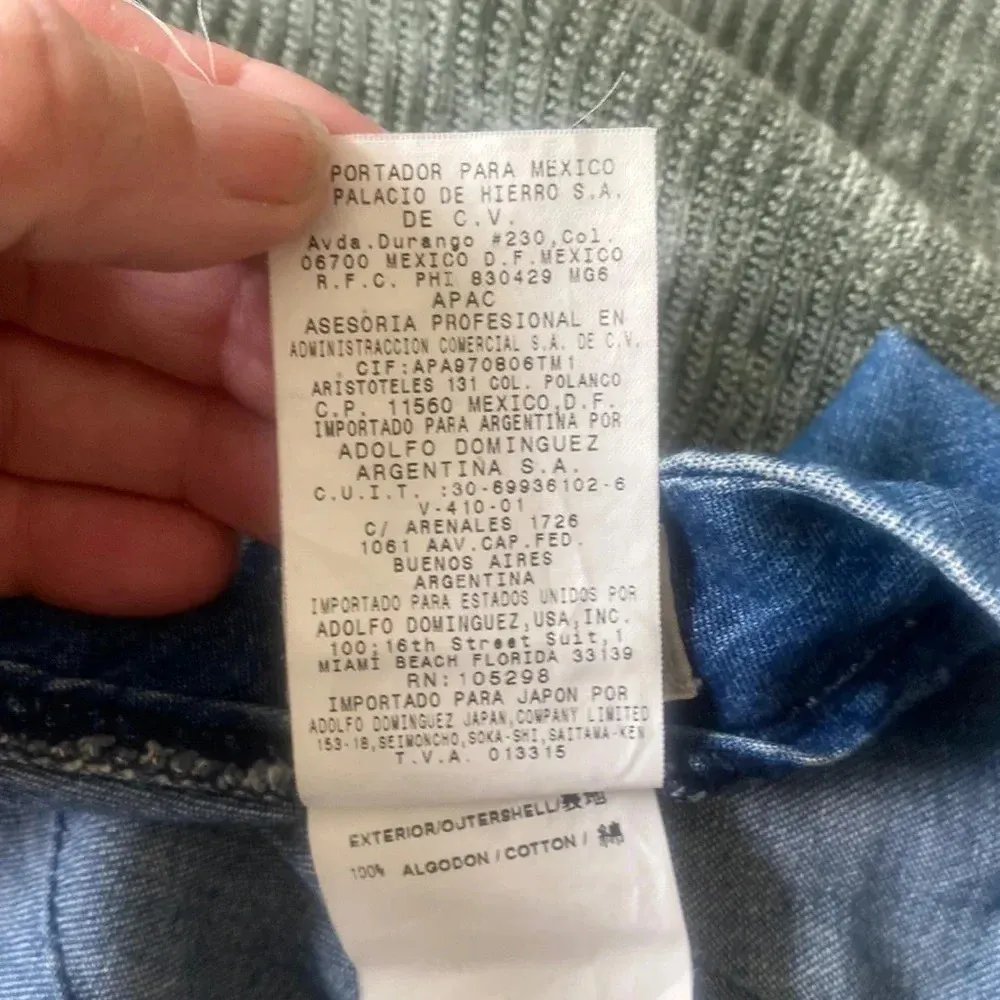 PORTADOR PARA MEXICO
PALACIO DE HIERRO S.A.
DE C.V.
Avda.Durango #230,Col.
06700 MEXICO D.F.MEXICO
R.F.C. PHI 830429 MG6
APAC
ASESORIA PROFESIONAL EN
ADMINISTRACCION COMERCIAL S.A. DE C.V.
CIF:APA970806TM1
ARISTOTELES 131 COL. POLANCO
C.P. 11560 MEXICO,D.F.
IMPORTADO PARA ARGENTINA POR
ADOLFO DOMINGUEZ
ARGENTINA S.A.
C.U.I.T. :30-69936102-6
V-410-01
C/ ARENALES 1726
1061 AAV.CAP.FED.
BUENOS AIRES
ARGENTINA
IMPORTADO PARA ESTADOS UNIDOS POR
ADOLFO DOMINGUEZ,USA,INC.
100:16th Street Suit,1
MIAMI BEACH FLORIDA 33139
RN:105298
IMPORTADO PARA JAPON POR
ADOLFO DOMINGUEZ JAPAN,COMPANY LIMITED
153-18,SEIMONCHO,SOKA-SHI,SAITAMA-KEN
T.V.A. 013315
EXTERIOR/OUTERSHELL/表地
100% ALGODON / COTTON / 綿